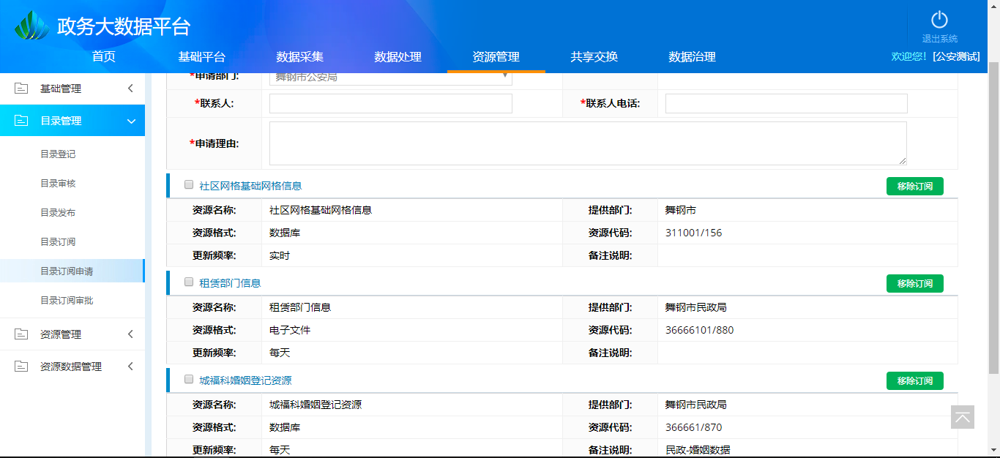 政务大数据平台
退出系统
首页 基础平台 数据采集 数据处理 资源管理 共享交换 数据治理 欢迎您! [公安测试]
基础管理
目录管理
目录登记
目录审核
目录发布
目录订阅
目录订阅申请
目录订阅审批
资源管理
资源数据管理
*申请部门: 舞钢市公安局
*联系人: *联系人电话:
*申请理由:
社区网格基础网格信息 移除订阅
资源名称: 社区网格基础网格信息 提供部门: 舞钢市
资源格式: 数据库 资源代码: 311001/156
更新频率: 实时 备注说明:
租赁部门信息 移除订阅
资源名称: 租赁部门信息 提供部门: 舞钢市民政局
资源格式: 电子文件 资源代码: 36666101/880
更新频率: 每天 备注说明:
城福科婚姻登记资源 移除订阅
资源名称: 城福科婚姻登记资源 提供部门: 舞钢市民政局
资源格式: 数据库 资源代码: 366661/870
更新频率: 每天 备注说明: 民政-婚姻数据